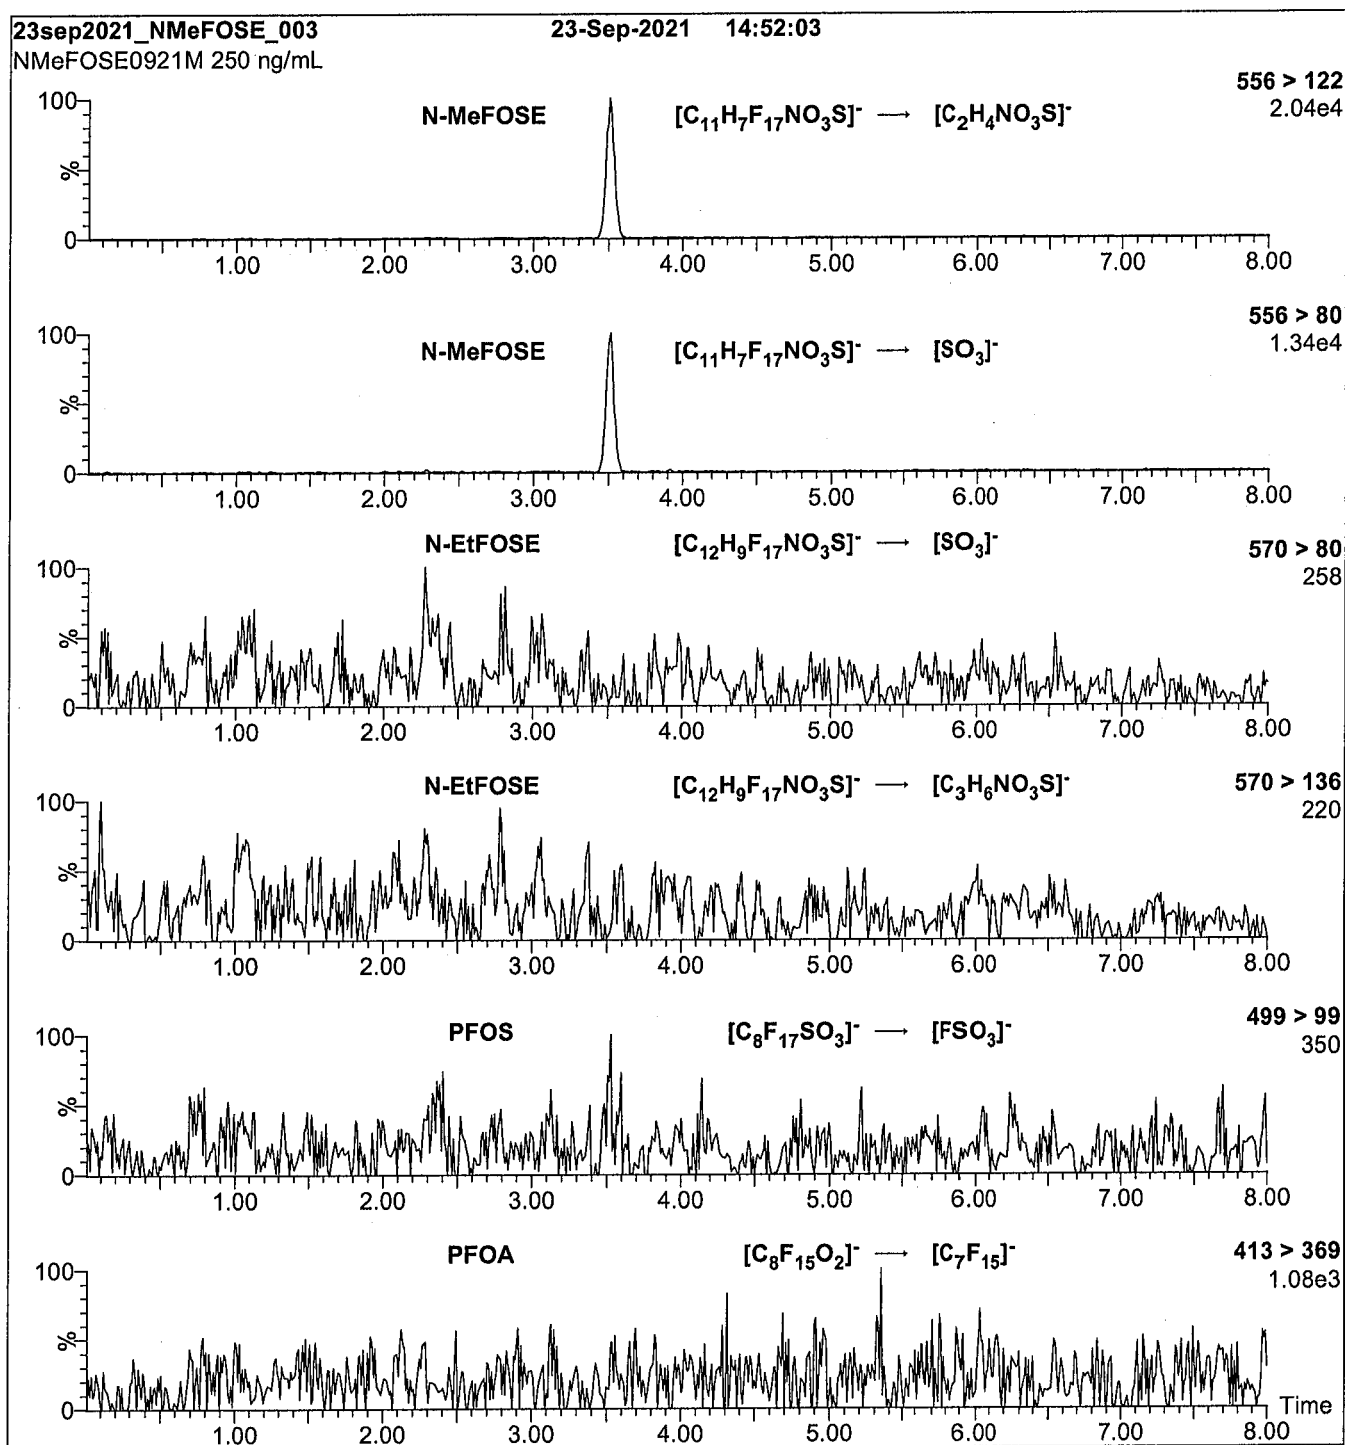 23sep2021_NMeFOSE_003 23-Sep-2021 14:52:03
NMeFOSE0921M 250 ng/mL
556 > 122
2.04e4
N-MeFOSE [C11H7F17NO3S]- → [C2H4NO3S]-
100
%
0
1.00 2.00 3.00 4.00 5.00 6.00 7.00 8.00
556 > 80
1.34e4
N-MeFOSE [C11H7F17NO3S]- → [SO3]-
100
%
0
1.00 2.00 3.00 4.00 5.00 6.00 7.00 8.00
N-EtFOSE [C12H9F17NO3S]- → [SO3]-
570 > 80
258
100
%
0
1.00 2.00 3.00 4.00 5.00 6.00 7.00 8.00
N-EtFOSE [C12H9F17NO3S]- → [C3H6NO3S]-
570 > 136
220
100
%
0
1.00 2.00 3.00 4.00 5.00 6.00 7.00 8.00
499 > 99
350
PFOS [C8F17SO3]- → [FSO3]-
100
%
0
1.00 2.00 3.00 4.00 5.00 6.00 7.00 8.00
PFOA [C8F15O2]- → [C7F15]-
413 > 369
1.08e3
100
%
0
Time
1.00 2.00 3.00 4.00 5.00 6.00 7.00 8.00